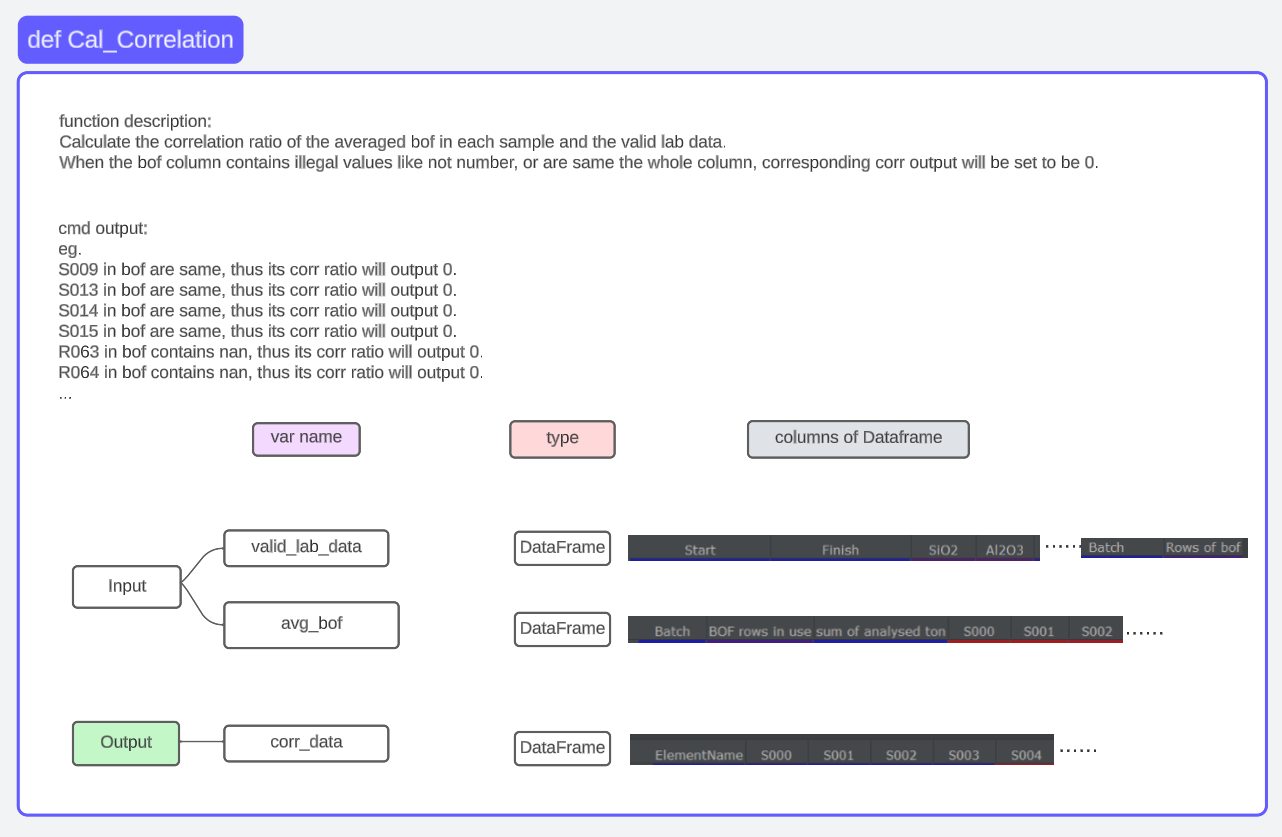 def Cal_Correlation
function description:
Calculate the correlation ratio of the averaged bof in each sample and the valid lab data.
When the bof column contains illegal values like not number, or are same the whole column, corresponding corr output will be set to be 0.
cmd output:
eg.
S009 in bof are same, thus its corr ratio will output 0.
S013 in bof are same, thus its corr ratio will output 0.
S014 in bof are same, thus its corr ratio will output 0.
S015 in bof are same, thus its corr ratio will output 0.
R063 in bof contains nan, thus its corr ratio will output 0.
R064 in bof contains nan, thus its corr ratio will output 0.
...
var name type columns of Dataframe
Input
valid_lab_data DataFrame Start Finish SiO2 Al2O3 ...... Batch Rows of bof
avg_bof DataFrame Batch BOF rows in use sum of analysed ton S000 S001 S002 ......
Output corr_data DataFrame ElementName S000 S001 S002 S003 S004 ......